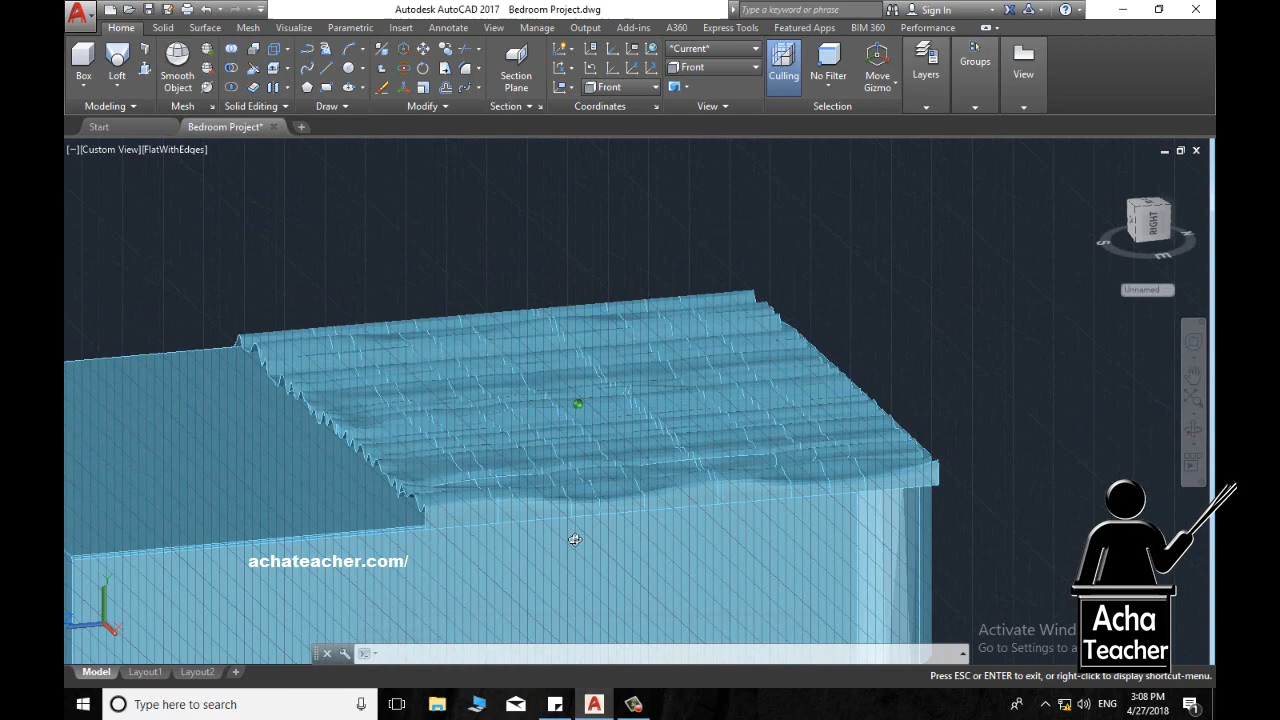 Autodesk AutoCAD 2017 Bedroom Project.dwg
Type a keyword or phrase
Sign In
Home Solid Surface Mesh Visualize Parametric Insert Annotate View Manage Output Add-ins A360 Express Tools Featured Apps BIM 360 Performance
Box
Loft
Modeling
Smooth
Object
Mesh
Solid Editing
Draw
Modify
Section
Plane
Section
Front
Coordinates
*Current*
Front
View
Culling
No Filter
Move
Gizmo
Selection
Layers
Groups
View
Start
Bedroom Project*
[−][Custom View][FlatWithEdges]
RIGHT
S
N
E
Unnamed
achateacher.com/
Y
X
Acha
Teacher
Activate Wind
Go to Settings to a
Model Layout1 Layout2 +
Press ESC or ENTER to exit, or right-click to display shortcut-menu.
Type here to search
ENG
3:08 PM
4/27/2018